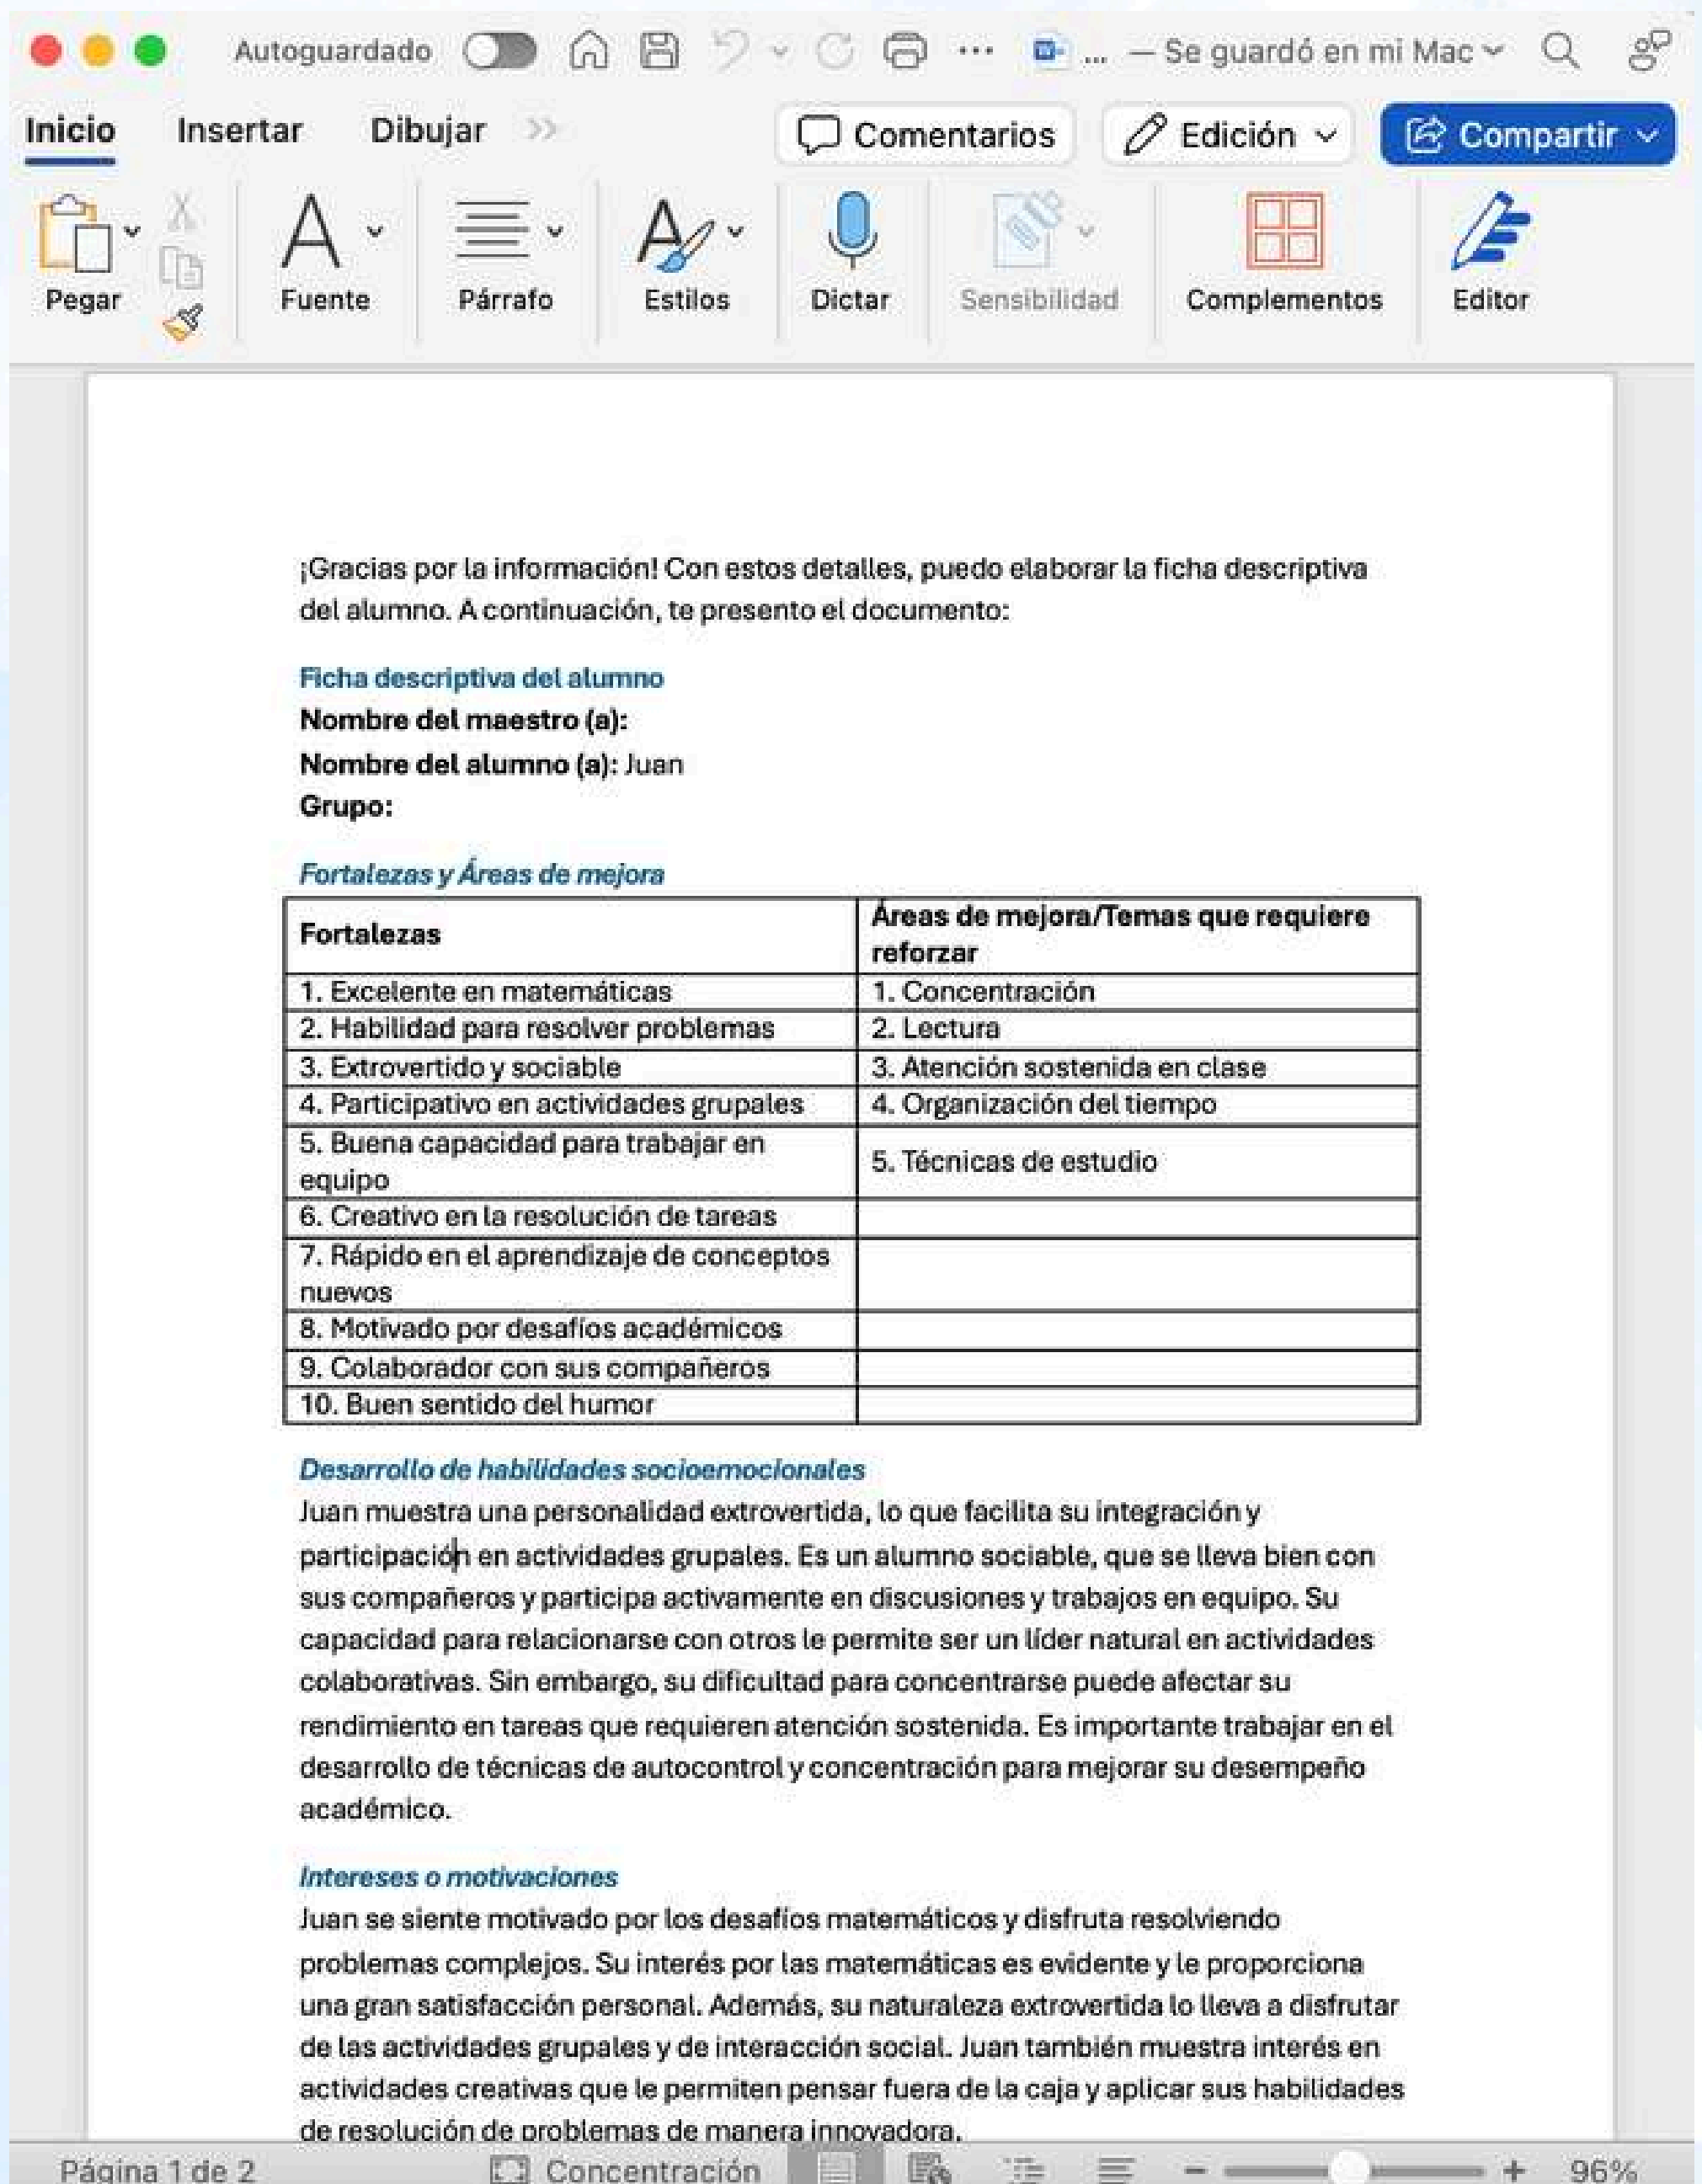 Autoguardado ... — Se guardó en mi Mac
Inicio Insertar Dibujar >> Comentarios Edición Compartir
Pegar Fuente Párrafo Estilos Dictar Sensibilidad Complementos Editor
¡Gracias por la información! Con estos detalles, puedo elaborar la ficha descriptiva
del alumno. A continuación, te presento el documento:
Ficha descriptiva del alumno
Nombre del maestro (a):
Nombre del alumno (a): Juan
Grupo:
Fortalezas y Áreas de mejora
Fortalezas
Áreas de mejora/Temas que requiere
reforzar
1. Excelente en matemáticas 1. Concentración
2. Habilidad para resolver problemas 2. Lectura
3. Extrovertido y sociable 3. Atención sostenida en clase
4. Participativo en actividades grupales 4. Organización del tiempo
5. Buena capacidad para trabajar en
equipo
5. Técnicas de estudio
6. Creativo en la resolución de tareas
7. Rápido en el aprendizaje de conceptos
nuevos
8. Motivado por desafíos académicos
9. Colaborador con sus compañeros
10. Buen sentido del humor
Desarrollo de habilidades socioemocionales
Juan muestra una personalidad extrovertida, lo que facilita su integración y
participación en actividades grupales. Es un alumno sociable, que se lleva bien con
sus compañeros y participa activamente en discusiones y trabajos en equipo. Su
capacidad para relacionarse con otros le permite ser un líder natural en actividades
colaborativas. Sin embargo, su dificultad para concentrarse puede afectar su
rendimiento en tareas que requieren atención sostenida. Es importante trabajar en el
desarrollo de técnicas de autocontrol y concentración para mejorar su desempeño
académico.
Intereses o motivaciones
Juan se siente motivado por los desafíos matemáticos y disfruta resolviendo
problemas complejos. Su interés por las matemáticas es evidente y le proporciona
una gran satisfacción personal. Además, su naturaleza extrovertida lo lleva a disfrutar
de las actividades grupales y de interacción social. Juan también muestra interés en
actividades creativas que le permiten pensar fuera de la caja y aplicar sus habilidades
de resolución de problemas de manera innovadora.
Página 1 de 2 Concentración 96%